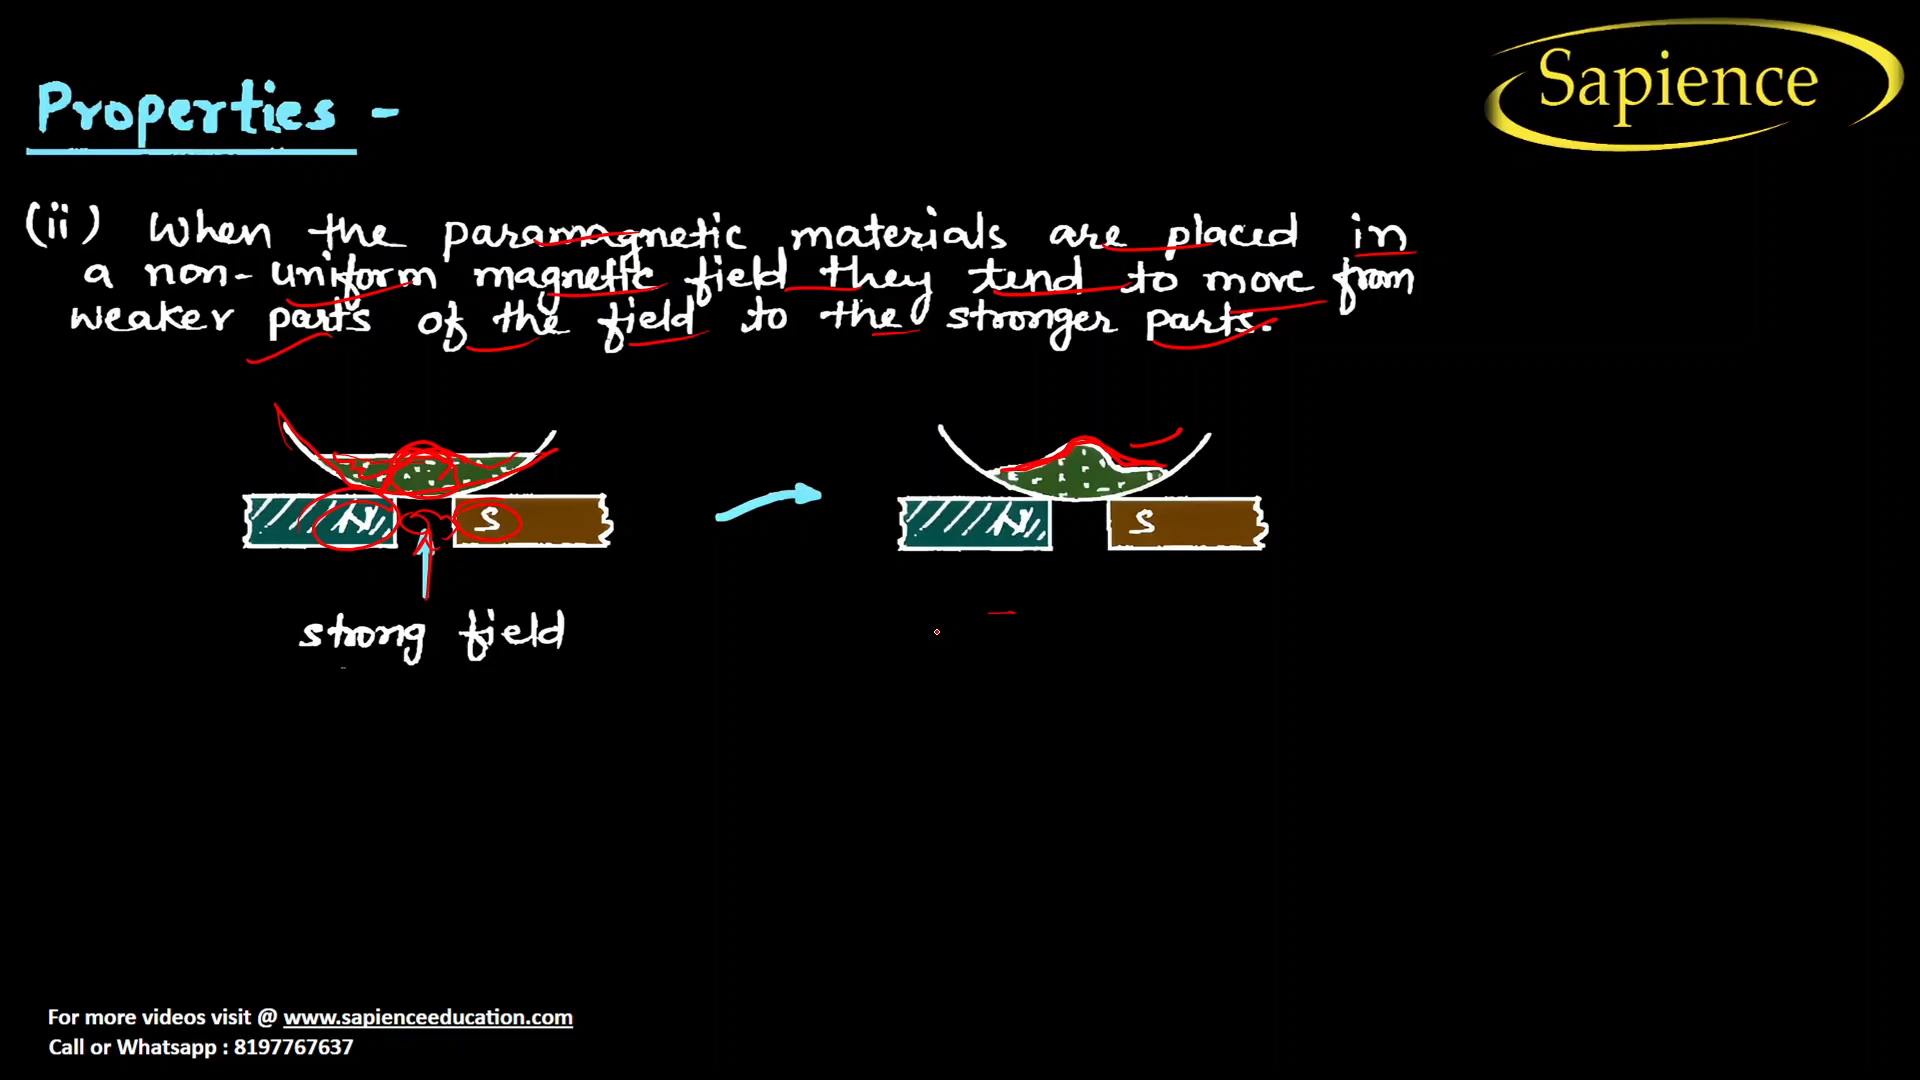 Sapience
Properties -
(ii) When the paramagnetic materials are placed in
a non-uniform magnetic field they tend to move from
weaker parts of the field to the stronger parts.
N S
N S
strong field
For more videos visit @ www.sapienceeducation.com
Call or Whatsapp : 8197767637